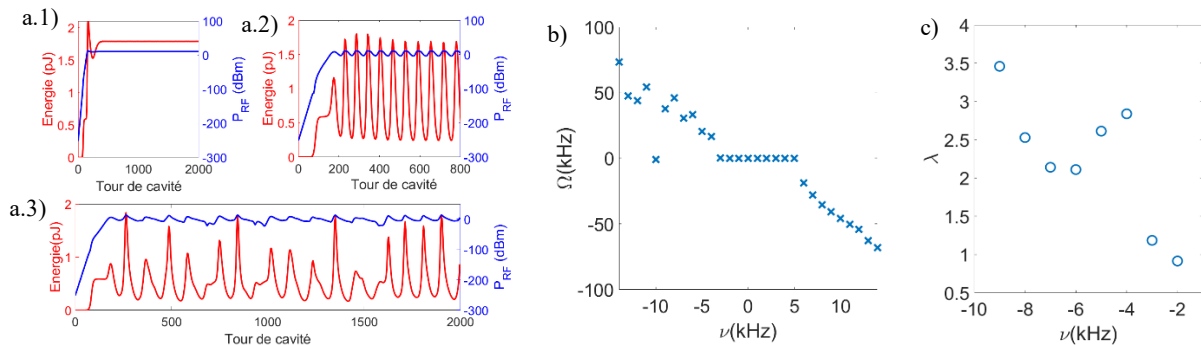 a.1)
Energie (pJ)
2
1.5
1
0.5
0
100
0
-100
-200
-300
P_RF (dBm)
0 1000 2000
Tour de cavité
a.2)
Energie (pJ)
2
1.5
1
0.5
0
100
0
-100
-200
-300
P_RF (dBm)
0 200 400 600 800
Tour de cavité
a.3)
Energie(pJ)
2
1
0
100
0
-100
-200
-300
P_RF (dBm)
0 500 1000 1500 2000
Tour de cavité
b)
Ω(kHz)
100
50
0
-50
-100
-10 -5 0 5 10
ν(kHz)
c)
λ
4
3.5
3
2.5
2
1.5
1
0.5
-10 -8 -6 -4 -2
ν(kHz)